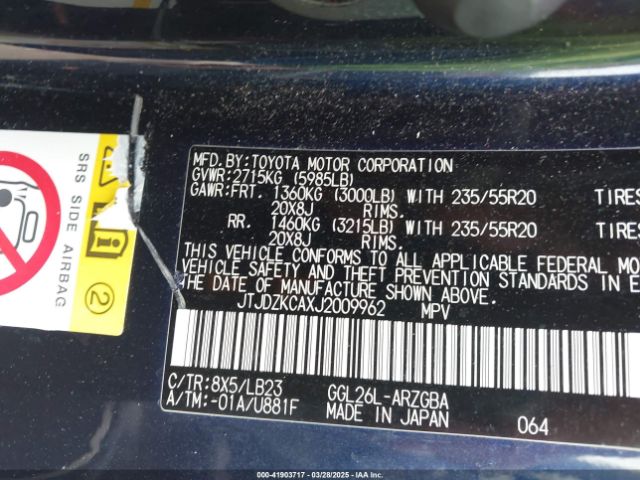 SRS SIDE AIRBAG
2
MFD. BY:TOYOTA MOTOR CORPORATION
GVWR:2715KG (5985LB)
GAWR:FRT. 1360KG (3000LB) WITH 235/55R20 TIRES
20X8J RIMS.
RR. 1460KG (3215LB) WITH 235/55R20 TIRES
20X8J RIMS.
THIS VEHICLE CONFORMS TO ALL APPLICABLE FEDERAL MO
VEHICLE SAFETY AND THEFT PREVENTION STANDARDS IN E
THE DATE OF MANUFACTURE SHOWN ABOVE.
JTJDZKCAXJ2009962 MPV
C/TR:8X5/LB23 GGL26L-ARZGBA
A/TM:-01A/U881F MADE IN JAPAN 064
000-41903717 - 03/28/2025 - IAAI.COM